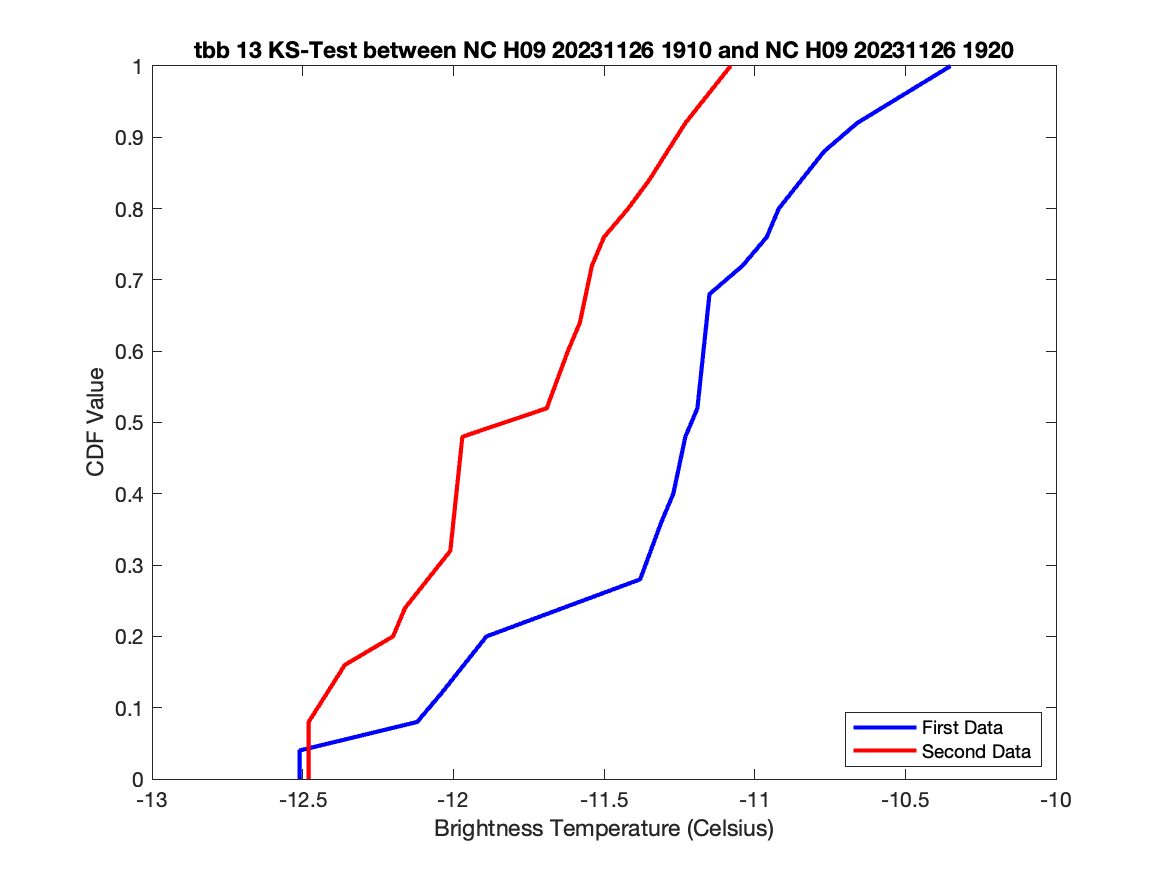 tbb 13 KS-Test between NC H09 20231126 1910 and NC H09 20231126 1920
1
0.9
0.8
0.7
0.6
0.5
0.4
0.3
0.2
0.1
0
CDF Value
First Data
Second Data
-13 -12.5 -12 -11.5 -11 -10.5 -10
Brightness Temperature (Celsius)